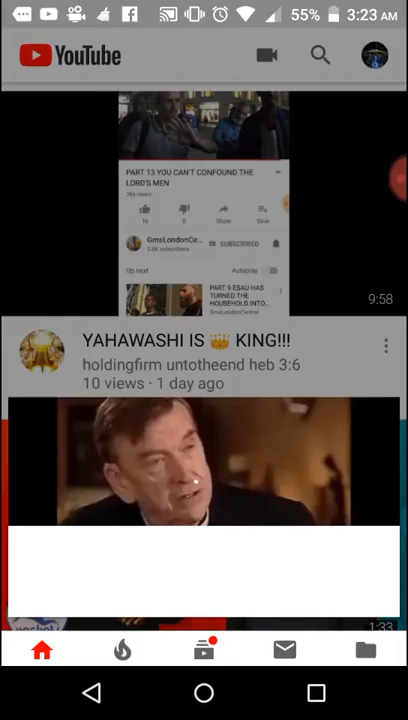 55% 3:23 AM
YouTube
PART 13 YOU CAN'T CONFOUND THE
LORD'S MEN
Share
Save
GmsLondonCe...
SUBSCRIBED
Up next
Autoplay
PART 9 ESAU HAS
TURNED THE
HOUSEHOLD INTO...
GmsLondonCentral
9:58
YAHAWASHI IS 👑 KING!!!
holdingfirm untotheend heb 3:6
10 views · 1 day ago
1:33